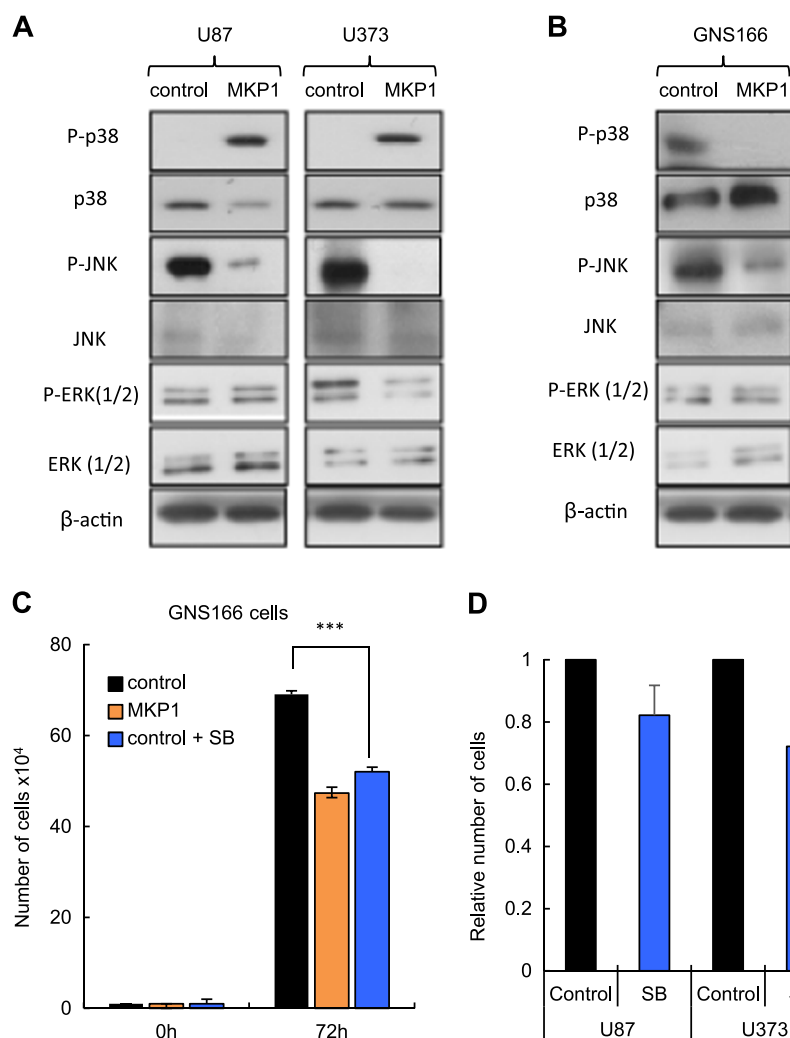 A
U87
U373
control MKP1
control MKP1
P-p38
p38
P-JNK
JNK
P-ERK(1/2)
ERK (1/2)
β-actin
B
GNS166
control MKP1
P-p38
p38
P-JNK
JNK
P-ERK (1/2)
ERK (1/2)
β-actin
C
GNS166 cells
***
control
MKP1
control + SB
Number of cells x10⁴
80
60
40
20
0
0h
72h
D
Relative number of cells
1
0.8
0.6
0.4
0.2
0
Control SB Control
U87 U373